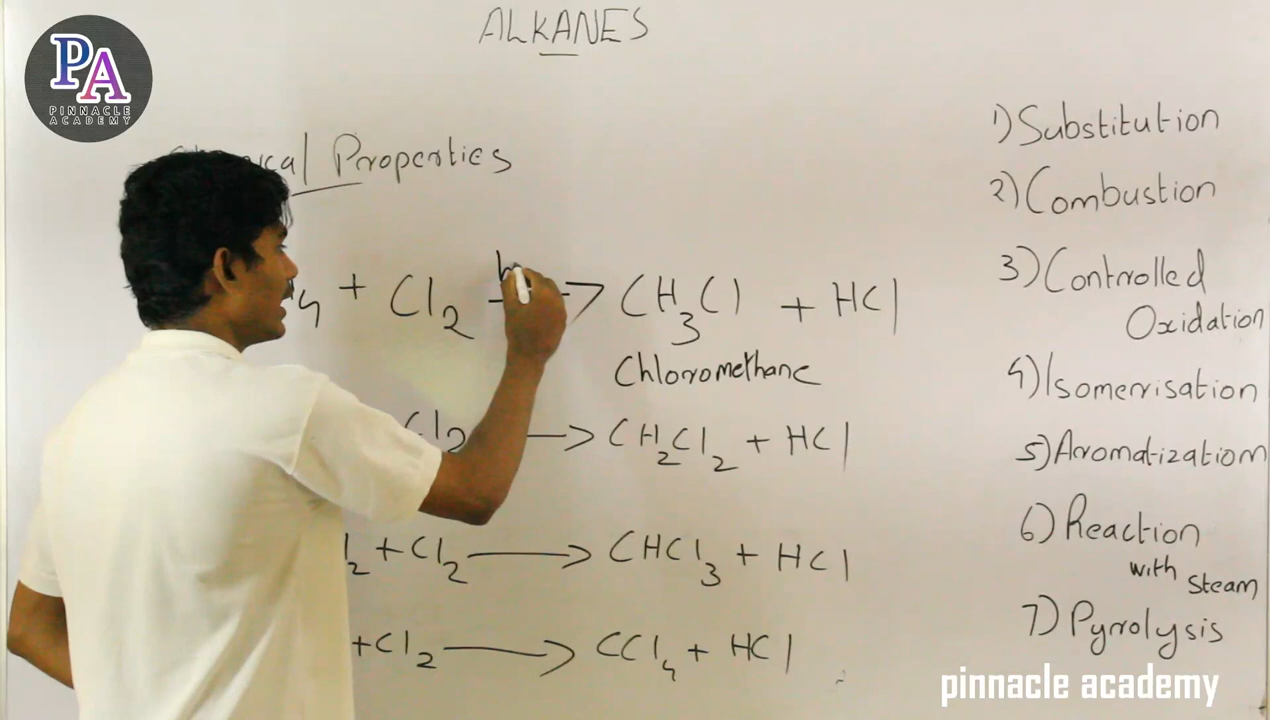 PA
PINNACLE
ACADEMY
ALKANES
Properties
+ Cl2 → CH3Cl + HCl
Chloromethane
Cl2 → CH2Cl2 + HCl
+ Cl2 → CHCl3 + HCl
+ Cl2 → CCl4 + HCl
1) Substitution
2) Combustion
3) Controlled
Oxidation
4) Isomerisation
5) Aromatization
6) Reaction
with steam
7) Pyrolysis
pinnacle academy